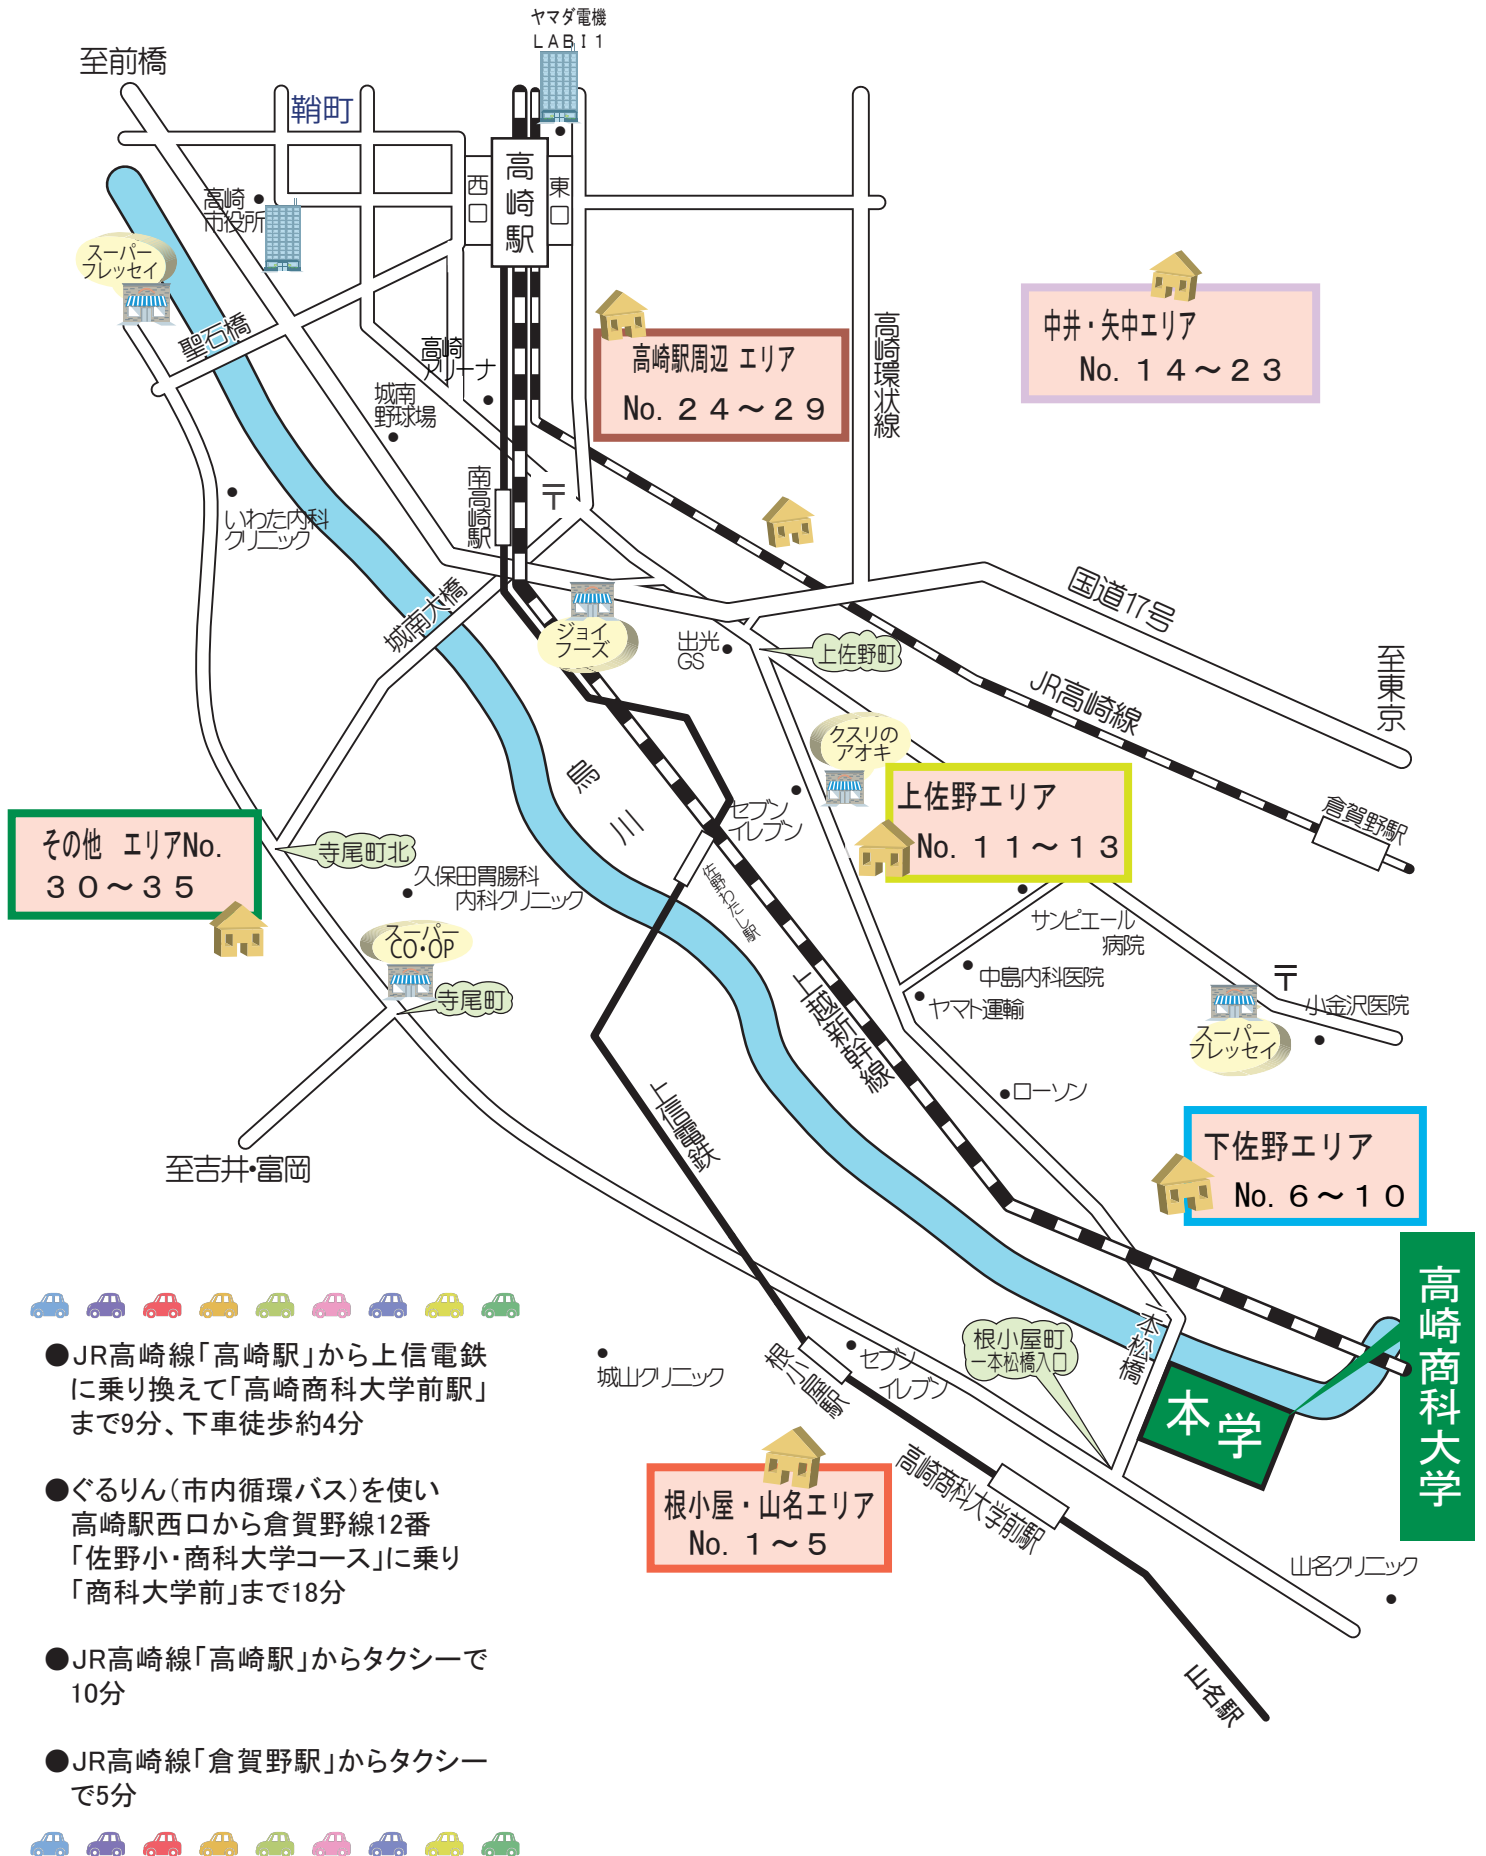 ヤマダ電機
ＬＡＢＩ１
至前橋
鞘町
高崎駅
西口
東口
高崎
市役所
スーパー
フレッセイ
聖石橋
高崎
アリーナ
城南
野球場
高崎駅周辺 エリア
No. ２４～２９
高崎環状線
中井・矢中エリア
No. １４～２３
南高崎駅
〒
いわた内科
クリニック
城南大橋
国道17号
ジョイ
フーズ
出光
GS
上佐野町
至東京
JR高崎線
クスリの
アオキ
烏川
セブン
イレブン
上佐野エリア
No. １１～１３
倉賀野駅
その他 エリアNo.
３０～３５
寺尾町北
久保田胃腸科
内科クリニック
佐野わたし駅
サンピエール
病院
スーパー
CO・OP
寺尾町
中島内科医院
ヤマト運輸
〒
小金沢医院
スーパー
フレッセイ
上越新幹線
ローソン
上信電鉄
至吉井・富岡
下佐野エリア
No. ６～１０
高崎商科大学
一本松橋
根小屋町
一本松橋入口
根小屋駅
セブン
イレブン
城山クリニック
本学
根小屋・山名エリア
No. １～５
高崎商科大学前駅
山名クリニック
山名駅
●JR高崎線「高崎駅」から上信電鉄
に乗り換えて「高崎商科大学前駅」
まで9分、下車徒歩約4分
●ぐるりん（市内循環バス）を使い
高崎駅西口から倉賀野線12番
「佐野小・商科大学コース」に乗り
「商科大学前」まで18分
●JR高崎線「高崎駅」からタクシーで
10分
●JR高崎線「倉賀野駅」からタクシー
で5分